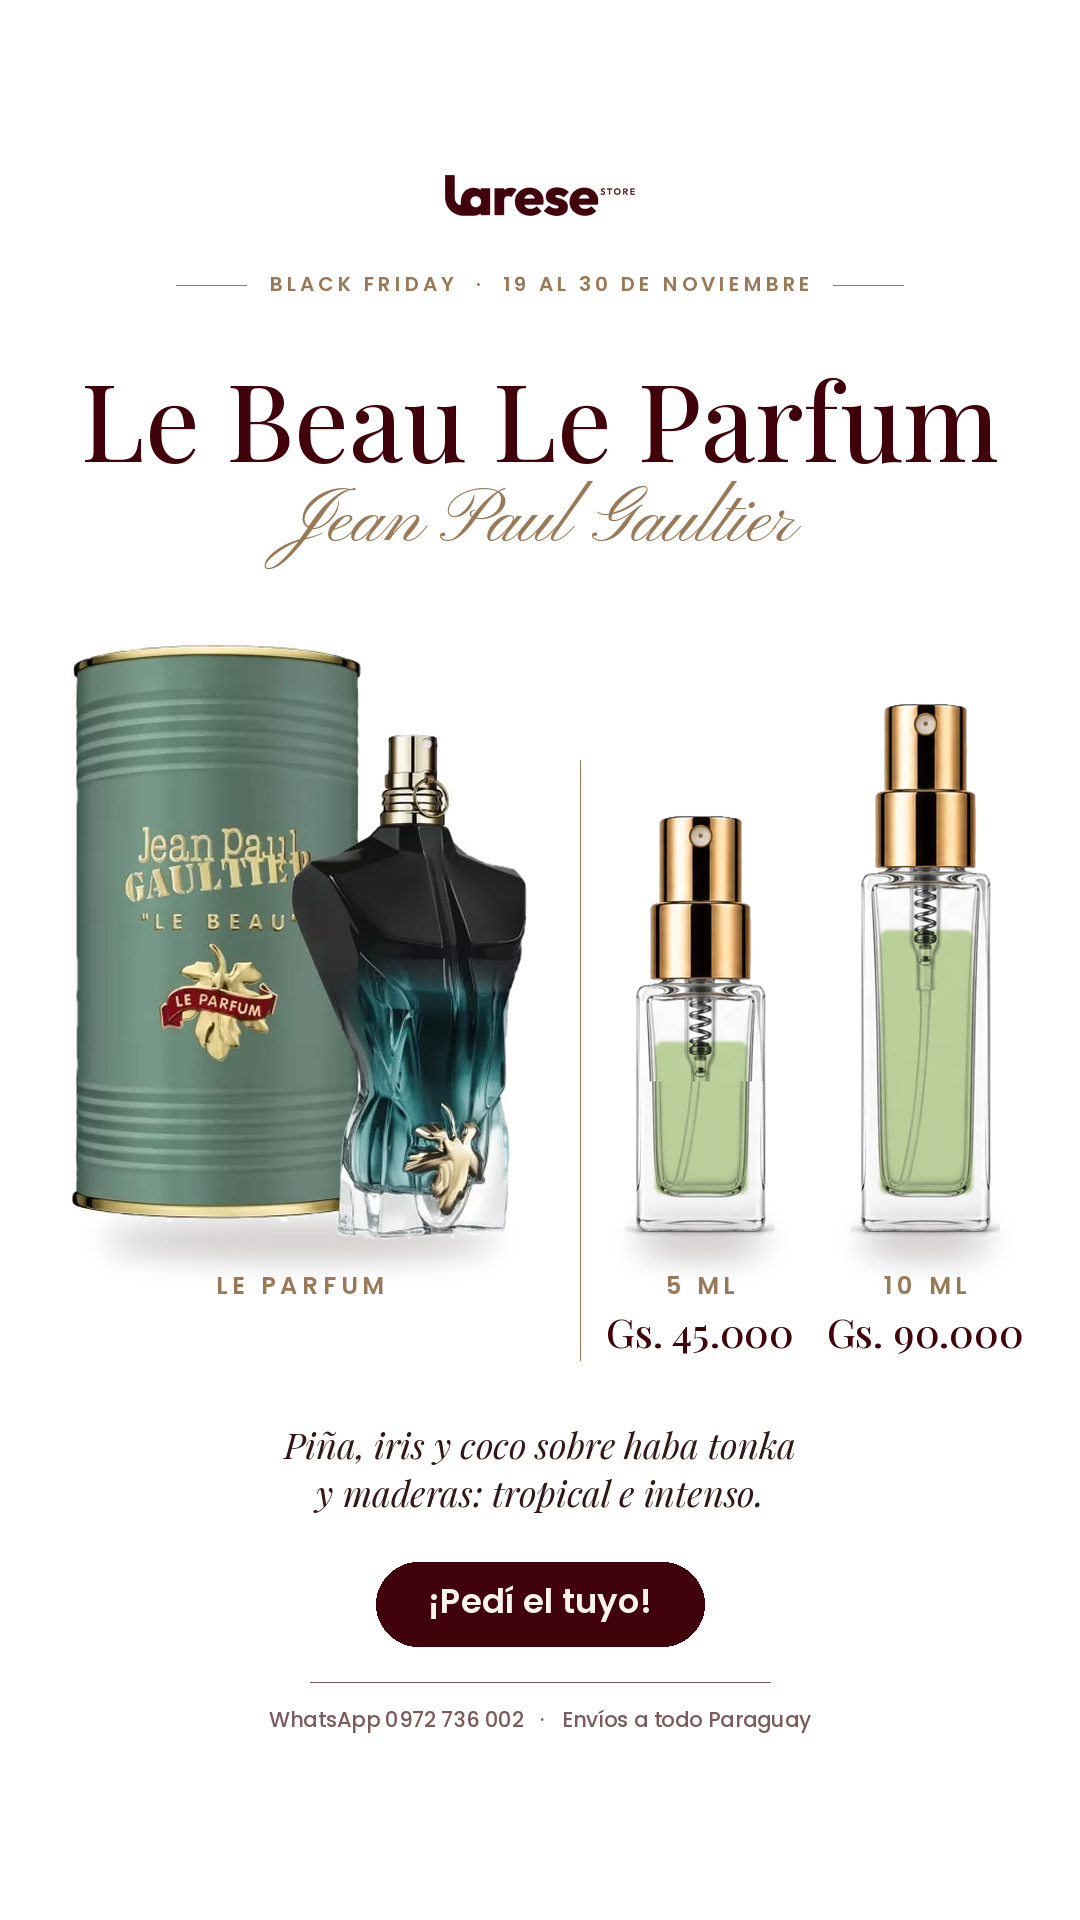 Larese STORE
BLACK FRIDAY · 19 AL 30 DE NOVIEMBRE
Le Beau Le Parfum
Jean Paul Gaultier
Jean Paul
GAULTIER
"LE BEAU"
LE PARFUM
LE PARFUM
5 ML
10 ML
Gs. 45.000
Gs. 90.000
Piña, iris y coco sobre haba tonka
y maderas: tropical e intenso.
¡Pedí el tuyo!
WhatsApp 0972 736 002 · Envíos a todo Paraguay